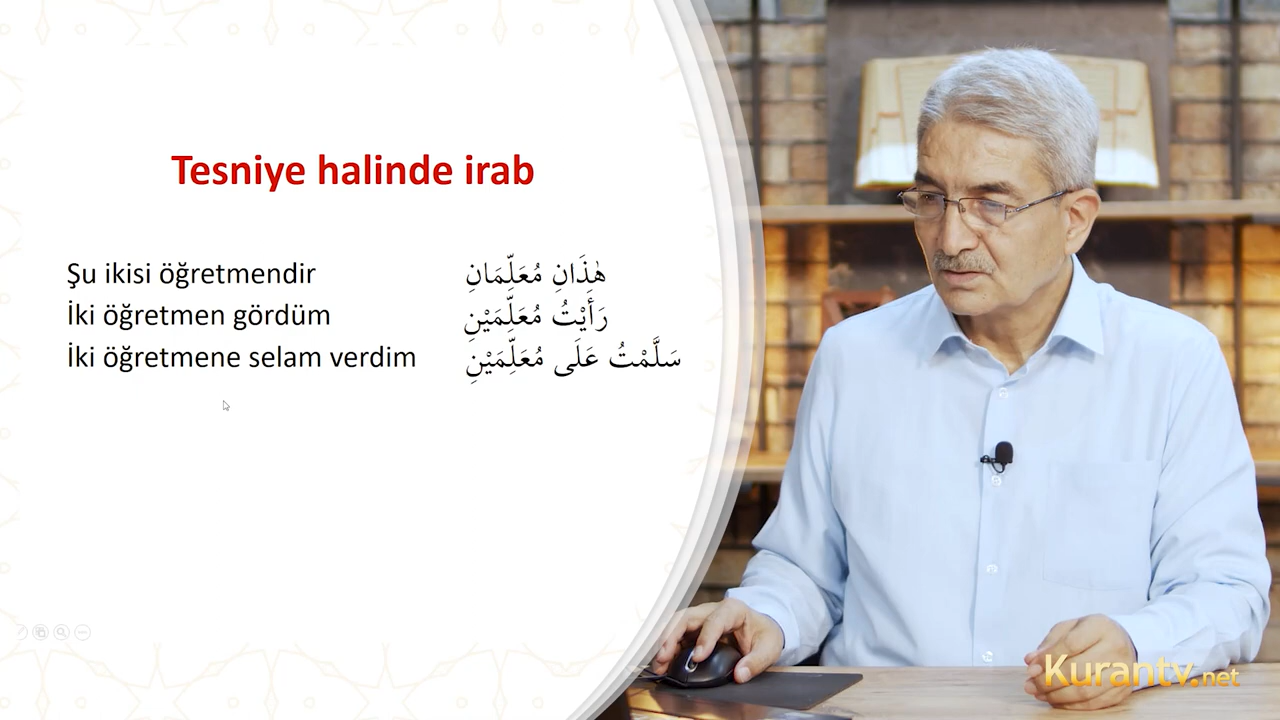 Tesniye halinde irab
Şu ikisi öğretmendir هٰذَانِ مُعَلِّمَانِ
İki öğretmen gördüm رَأَيْتُ مُعَلِّمَيْنِ
İki öğretmene selam verdim سَلَّمْتُ عَلَى مُعَلِّمَيْنِ
Kurantv.net